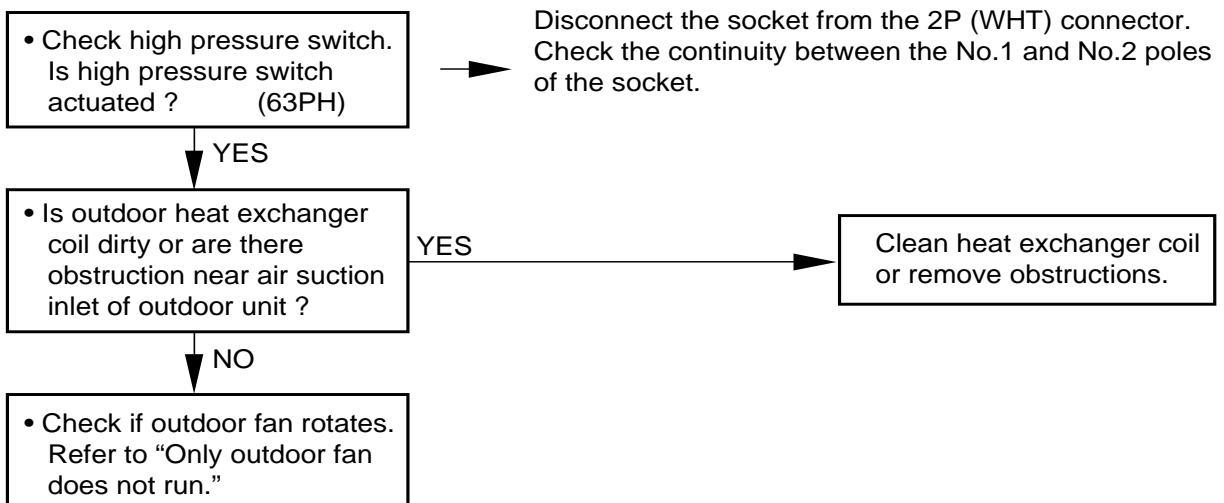 • Check high pressure switch.
Is high pressure switch
actuated ? (63PH)
Disconnect the socket from the 2P (WHT) connector.
Check the continuity between the No.1 and No.2 poles
of the socket.
YES
• Is outdoor heat exchanger
coil dirty or are there
obstruction near air suction
inlet of outdoor unit ?
YES
Clean heat exchanger coil
or remove obstructions.
NO
• Check if outdoor fan rotates.
Refer to “Only outdoor fan
does not run.”